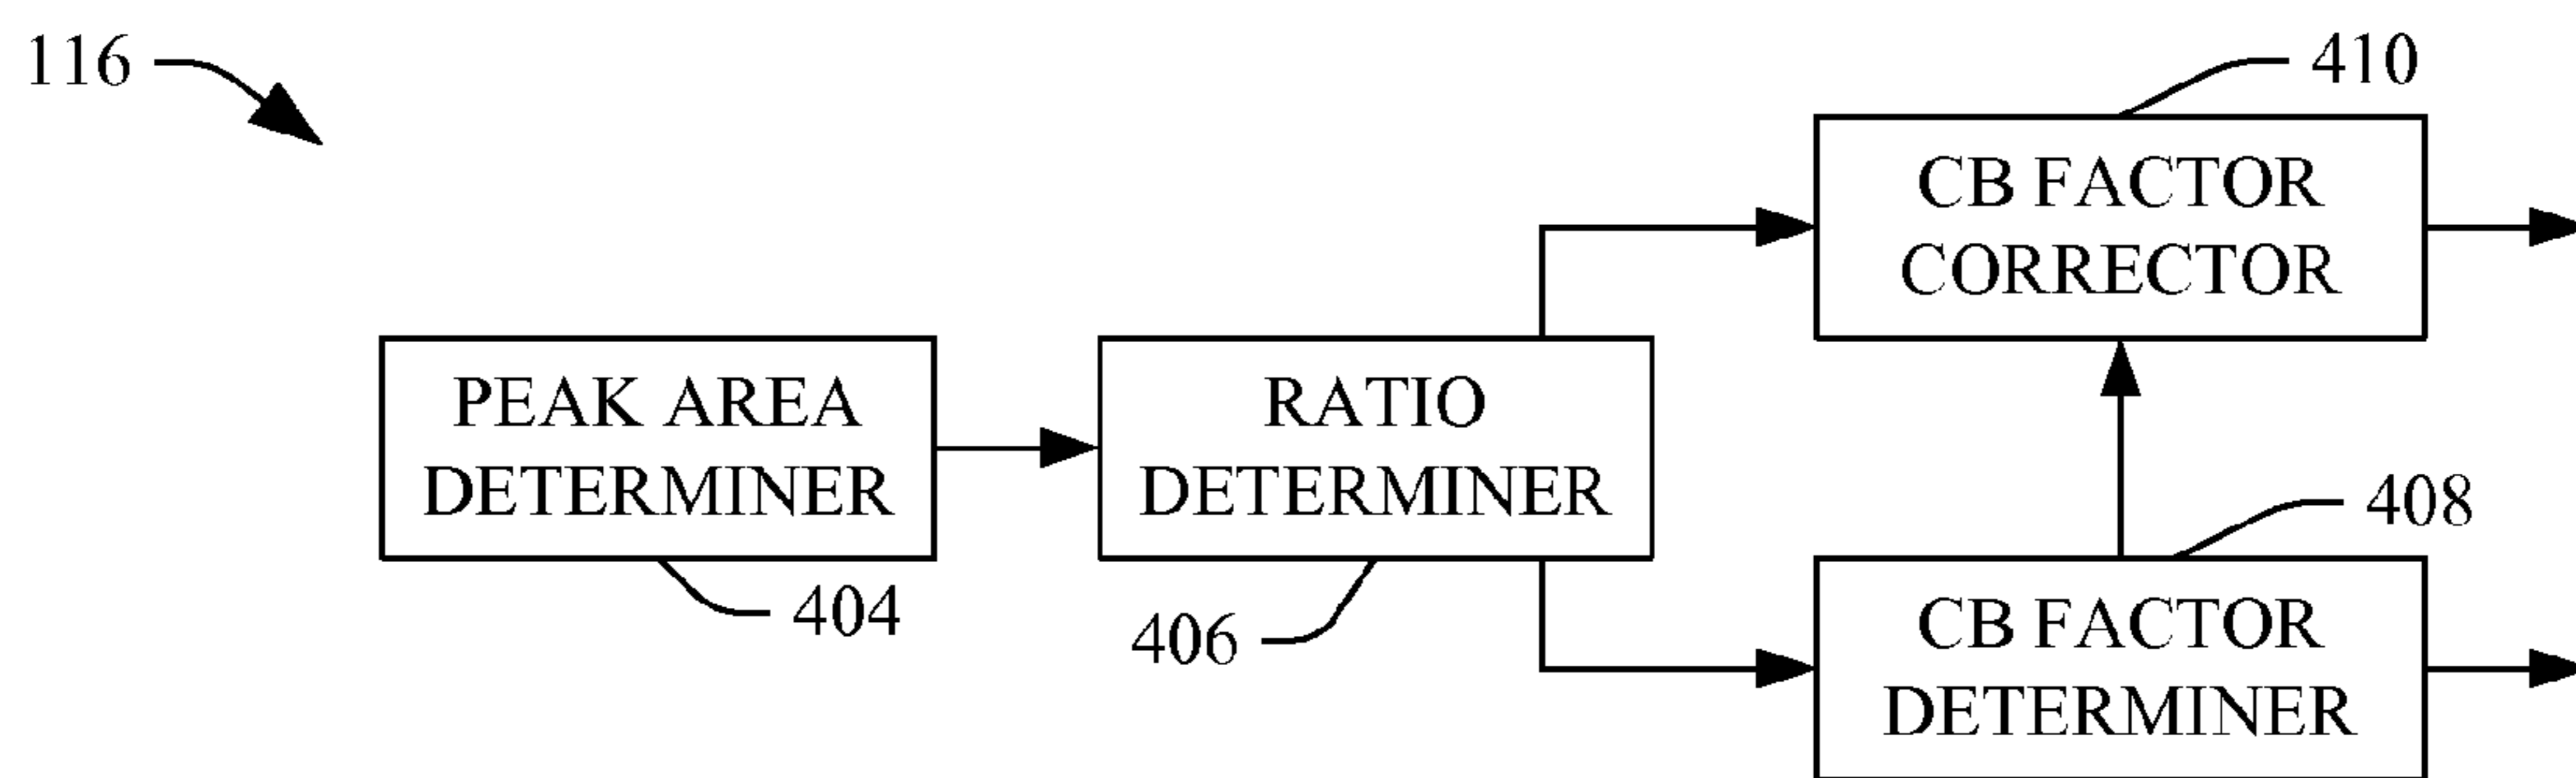 116
410
CB FACTOR
CORRECTOR
PEAK AREA
DETERMINER
RATIO
DETERMINER
404
406
408
CB FACTOR
DETERMINER